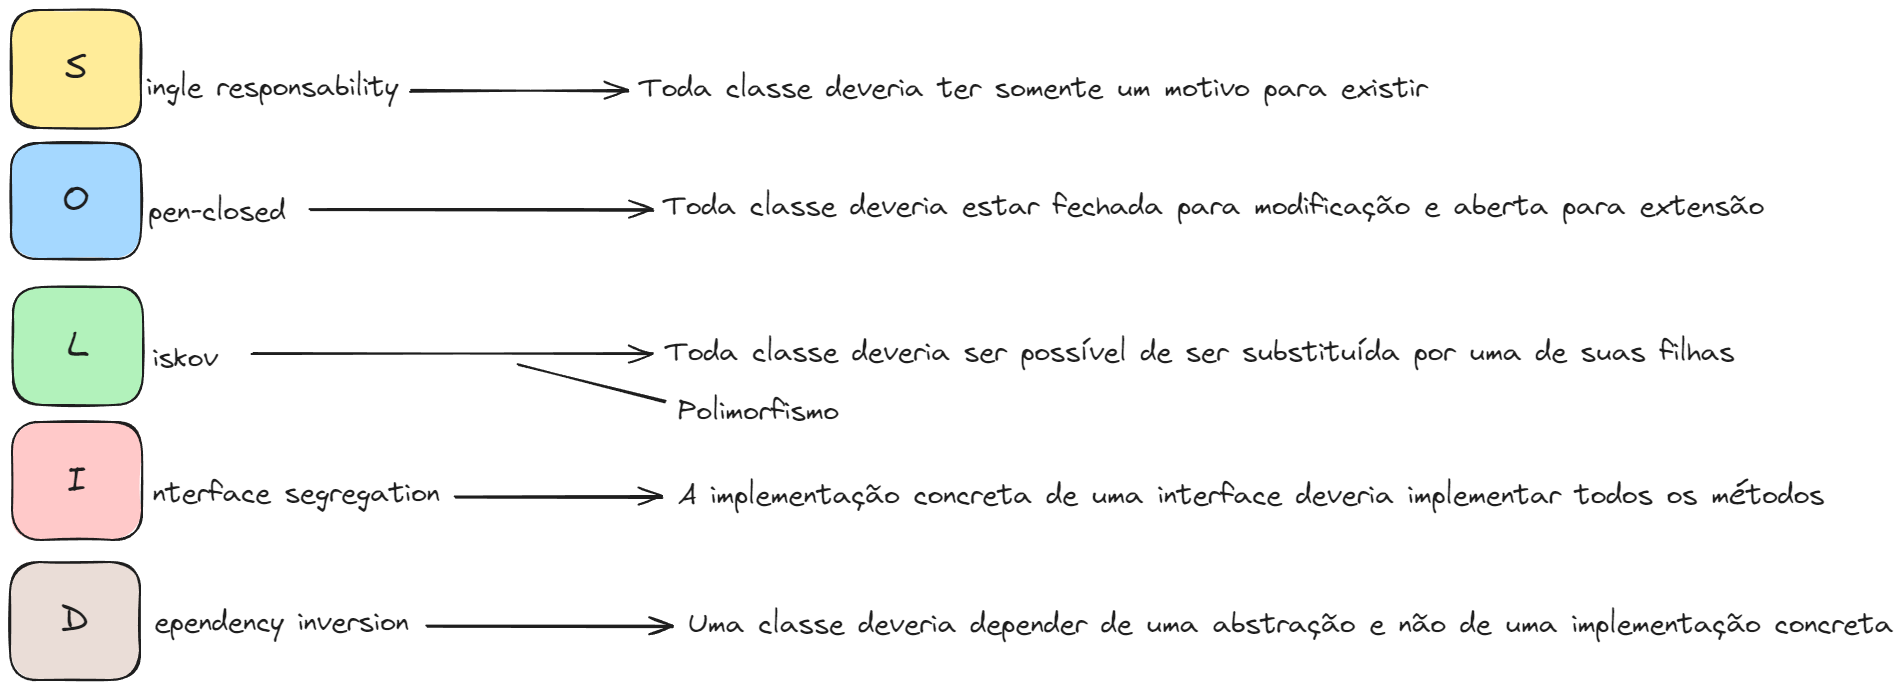 S
ingle responsability
Toda classe deveria ter somente um motivo para existir
O
pen-closed
Toda classe deveria estar fechada para modificação e aberta para extensão
L
iskov
Toda classe deveria ser possível de ser substituída por uma de suas filhas
Polimorfismo
I
nterface segregation
A implementação concreta de uma interface deveria implementar todos os métodos
D
ependency inversion
Uma classe deveria depender de uma abstração e não de uma implementação concreta